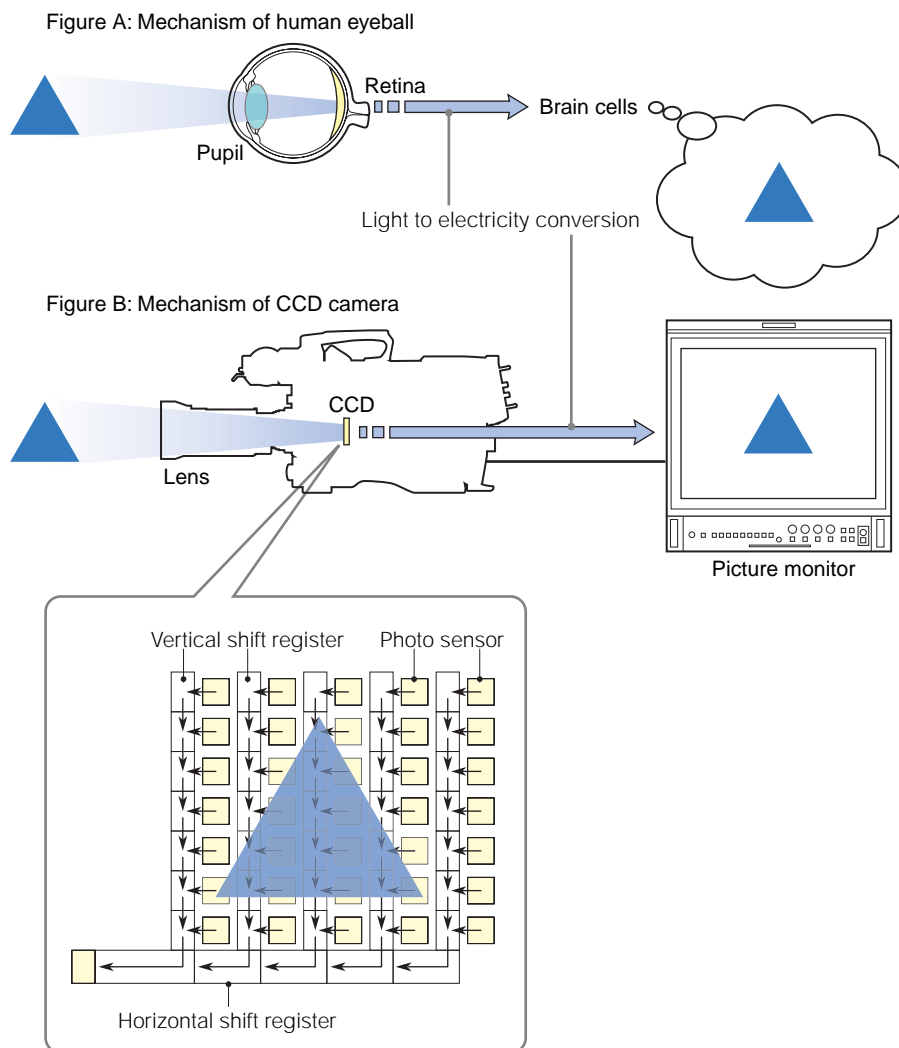 Figure A: Mechanism of human eyeball
Retina
Brain cells
Pupil
Light to electricity conversion
Figure B: Mechanism of CCD camera
CCD
Lens
Picture monitor
Vertical shift register
Photo sensor
Horizontal shift register